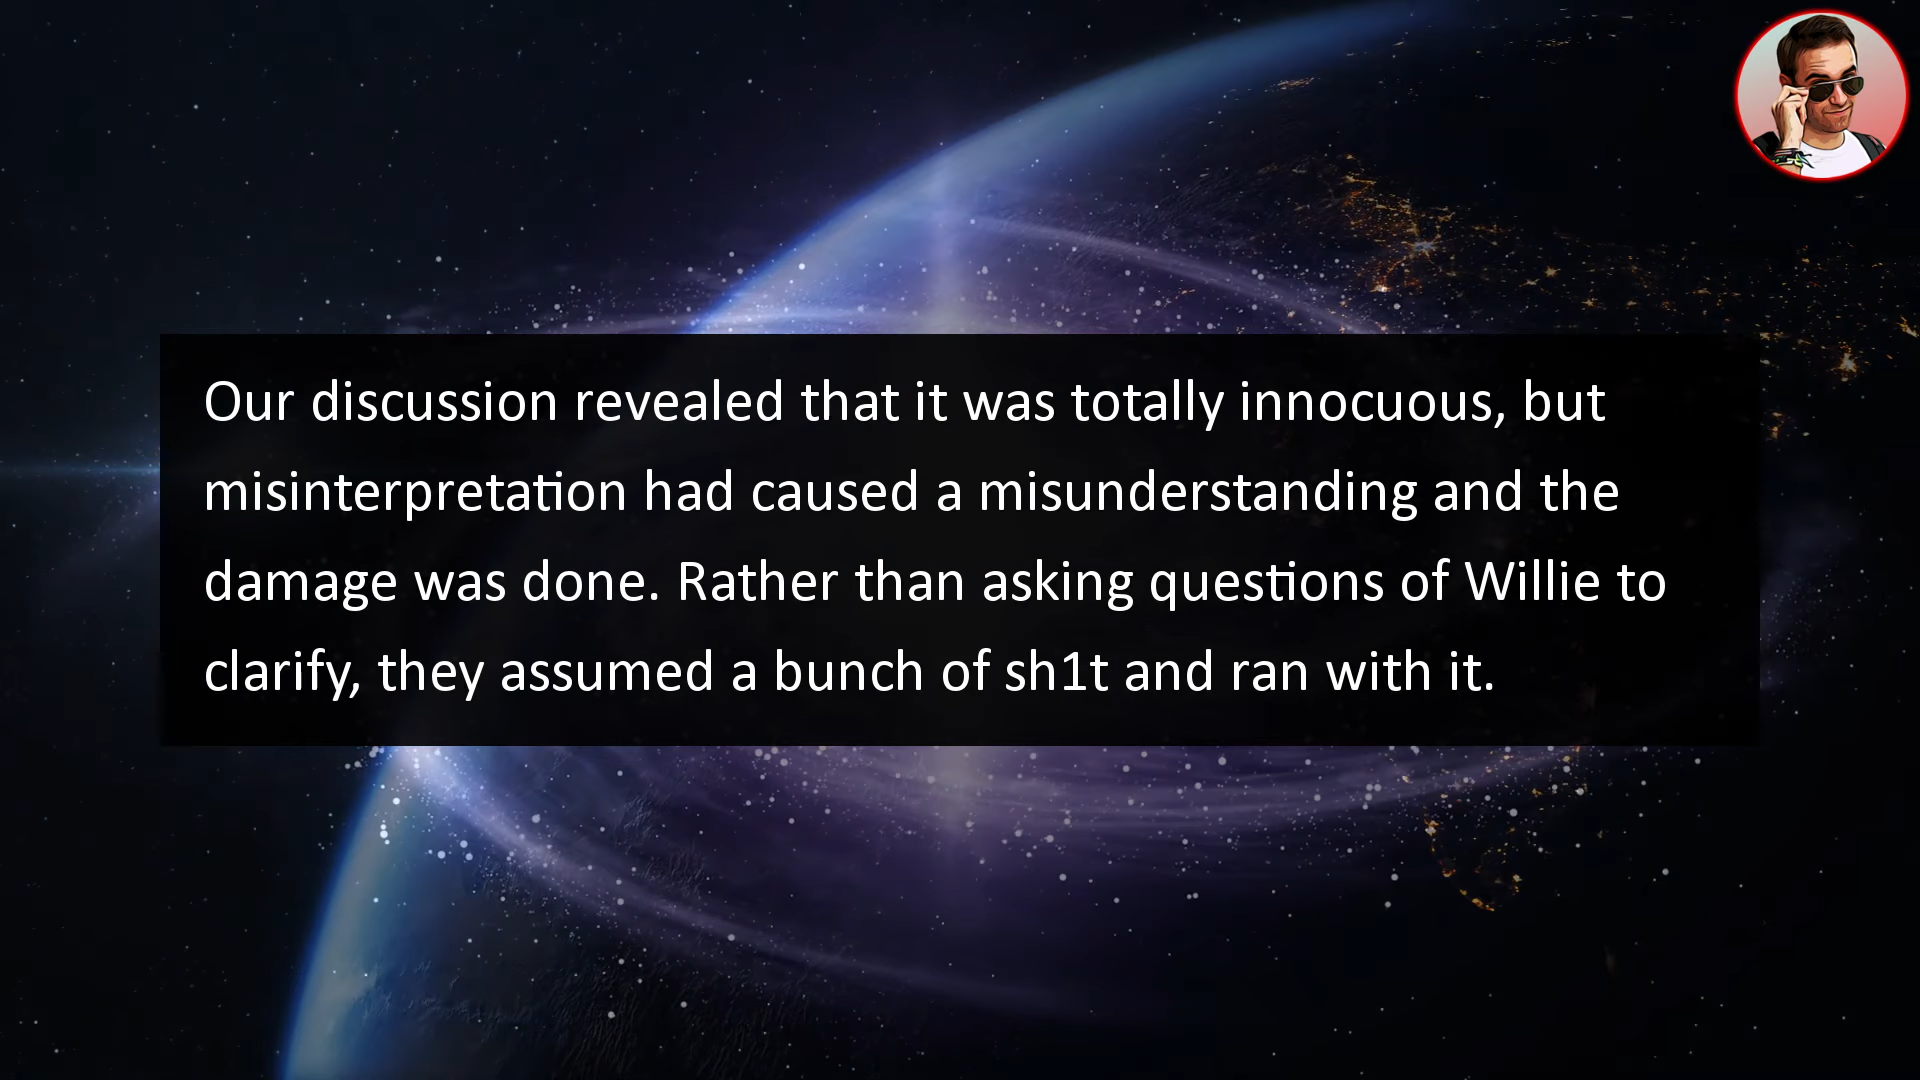 Our discussion revealed that it was totally innocuous, but
misinterpretation had caused a misunderstanding and the
damage was done. Rather than asking questions of Willie to
clarify, they assumed a bunch of sh1t and ran with it.